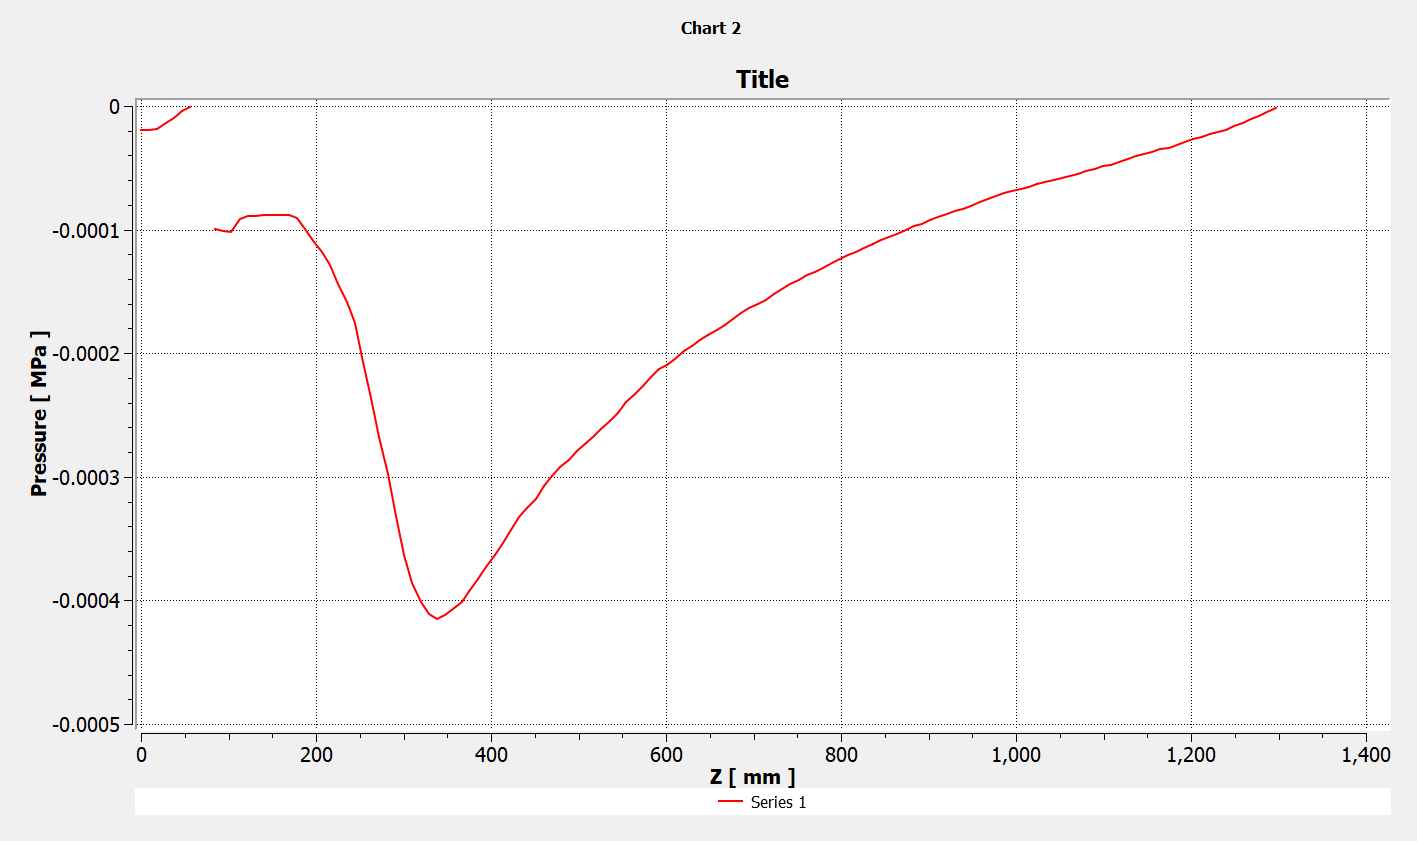 Chart 2
Title
0
-0.0001
-0.0002
-0.0003
-0.0004
-0.0005
Pressure [ MPa ]
0 200 400 600 800 1,000 1,200 1,400
Z [ mm ]
Series 1